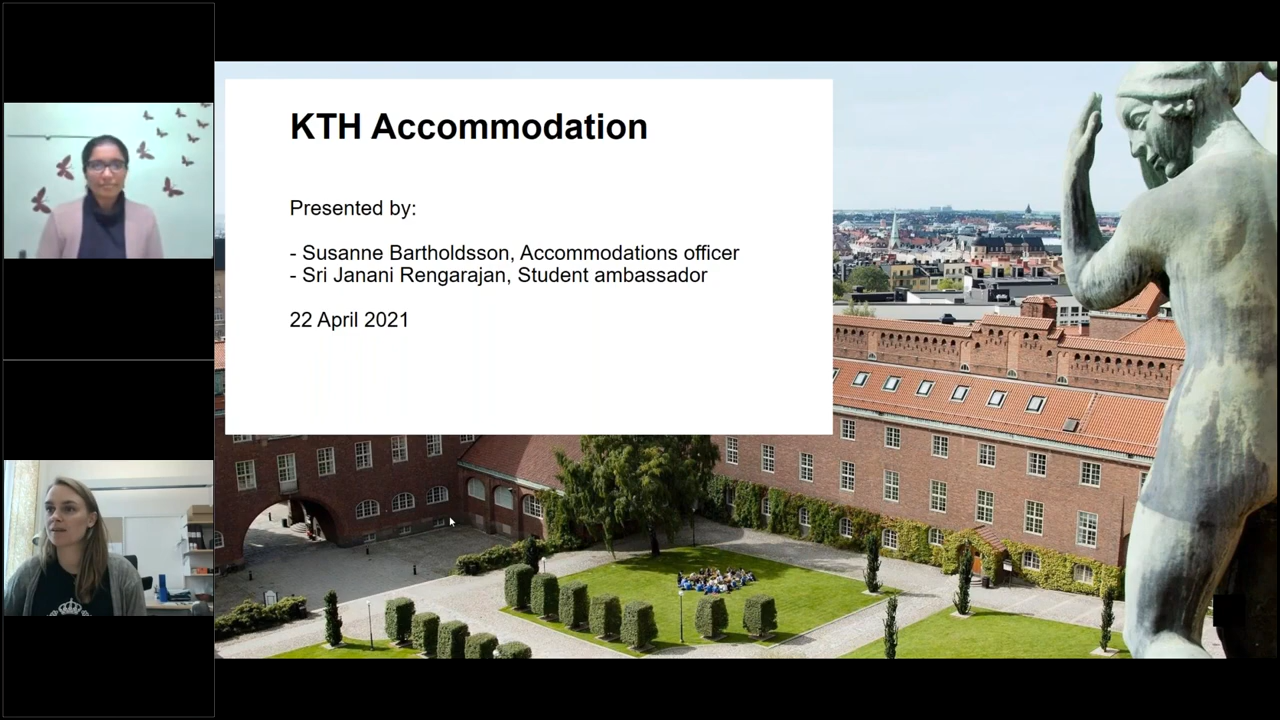 KTH Accommodation
Presented by:
- Susanne Bartholdsson, Accommodations officer
- Sri Janani Rengarajan, Student ambassador
22 April 2021